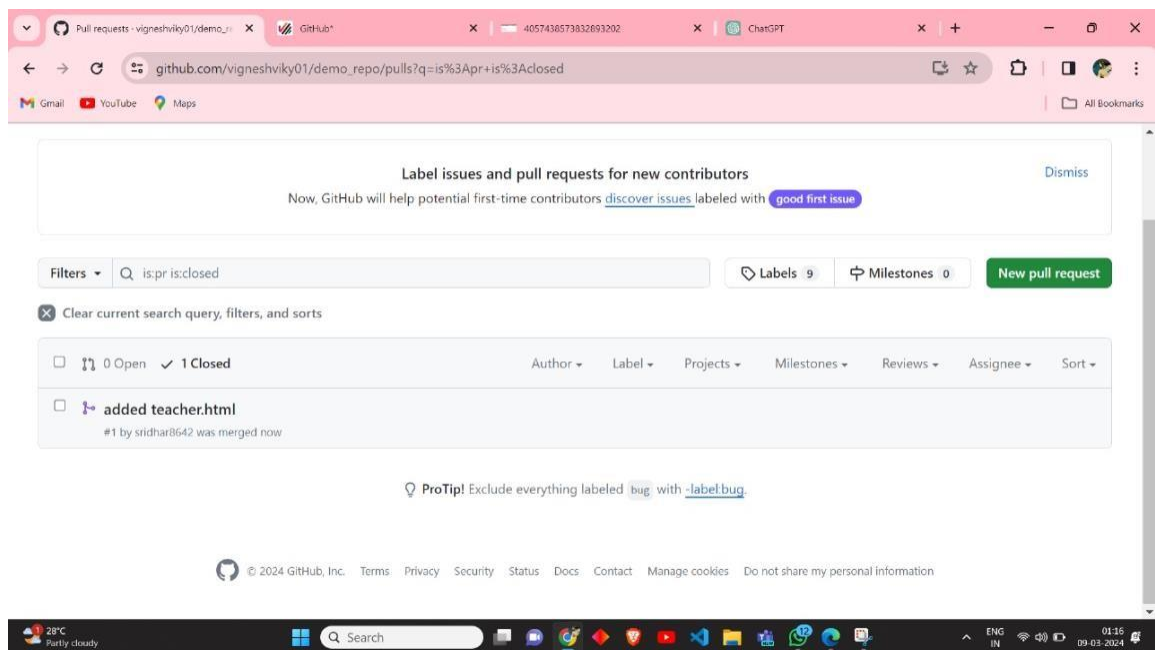 Pull requests - vigneshviky01/demo_re
GitHub*
4057438573832893202
ChatGPT
github.com/vigneshviky01/demo_repo/pulls?q=is%3Apr+is%3Aclosed
Gmail YouTube Maps All Bookmarks
Label issues and pull requests for new contributors
Dismiss
Now, GitHub will help potential first-time contributors discover issues labeled with good first issue
Filters is:pr is:closed Labels 9 Milestones 0 New pull request
Clear current search query, filters, and sorts
0 Open 1 Closed Author Label Projects Milestones Reviews Assignee Sort
added teacher.html
#1 by sridhar8642 was merged now
ProTip! Exclude everything labeled bug with -label:bug.
© 2024 GitHub, Inc. Terms Privacy Security Status Docs Contact Manage cookies Do not share my personal information
1
28°C
Partly cloudy
Search
12
ENG
IN
01:16
09-03-2024